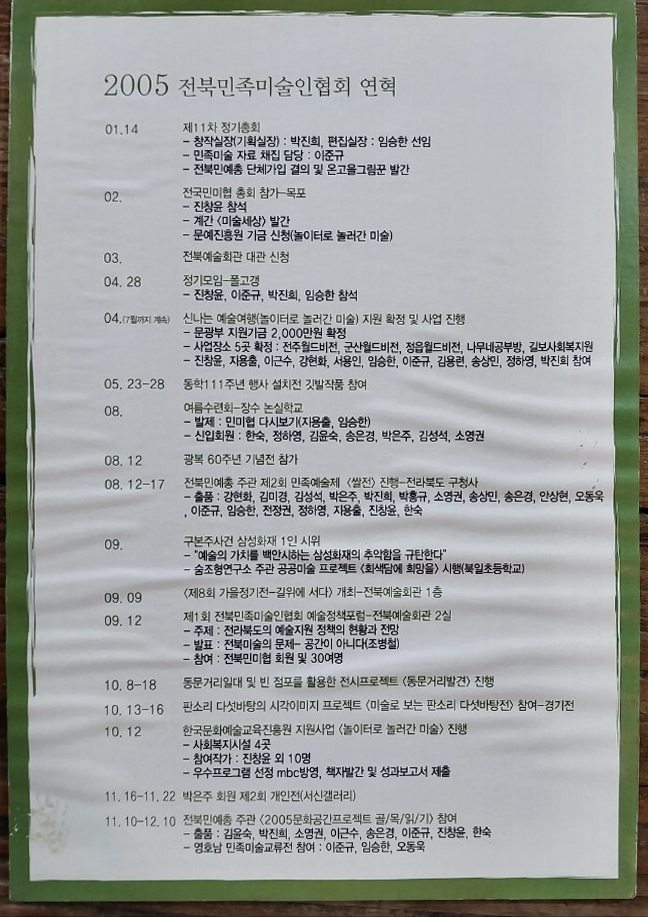 2005 전북민족미술인협회 연혁
01.14 제11차 정기총회
- 창작실장(기획실장) : 박진희, 편집실장 : 임승한 선임
- 민족미술 자료 채집 담당 : 이준규
- 전북민예총 단체가입 결의 및 온고을그림꾼 발간
02. 전국민미협 총회 참가-목포
- 진창윤 참석
- 계간 <미술세상> 발간
- 문예진흥원 기금 신청(놀이터로 놀러간 미술)
03. 전북예술회관 대관 신청
04. 28 정기모임-폴고갱
- 진창윤, 이준규, 박진희, 임승한 참석
04.(7월까지 계속) 신나는 예술여행(놀이터로 놀러간 미술) 지원 확정 및 사업 진행
- 문광부 지원기금 2,000만원 확정
- 사업장소 5곳 확정 : 전주월드비전, 군산월드비전, 정읍월드비전, 나무네공부방, 길보사회복지원
- 진창윤, 지용출, 이근수, 강현화, 서용인, 임승한, 이준규, 김용련, 송상민, 정하영, 박진희 참여
05. 23-28 동학111주년 행사 설치전 깃발작품 참여
08. 여름수련회-장수 논실학교
- 발제 : 민미협 다시보기(지용출, 임승한)
- 신입회원 : 한숙, 정하영, 김윤숙, 송은경, 박은주, 김성석, 소영권
08. 12 광복 60주년 기념전 참가
08. 12-17 전북민예총 주관 제2회 민족예술제 <쌀전> 진행-전라북도 구청사
- 출품 : 강현화, 김미경, 김성석, 박은주, 박진희, 박홍규, 소영권, 송상민, 송은경, 안상현, 오동욱
, 이준규, 임승한, 전정권, 정하영, 지용출, 진창윤, 한숙
09. 구본주사건 삼성화재 1인 시위
- "예술의 가치를 백안시하는 삼성화재의 추악함을 규탄한다"
- 숨조형연구소 주관 공공미술 프로젝트 <회색담에 희망을> 시행(북일초등학교)
09. 09 <제8회 가을정기전-길위에 서다> 개최-전북예술회관 1층
09. 12 제1회 전북민족미술인협회 예술정책포럼-전북예술회관 2실
- 주제 : 전라북도의 예술지원 정책의 현황과 전망
- 발표 : 전북미술의 문제- 공간이 아니다(조병철)
- 참여 : 전북민미협 회원 및 30여명
10. 8-18 동문거리일대 및 빈 점포를 활용한 전시프로젝트 <동문거리발견> 진행
10. 13-16 판소리 다섯바탕의 시각이미지 프로젝트 <미술로 보는 판소리 다섯바탕전> 참여-경기전
10. 12 한국문화예술교육진흥원 지원사업 <놀이터로 놀러간 미술> 진행
- 사회복지시설 4곳
- 참여작가 : 진창윤 외 10명
- 우수프로그램 선정 mbc방영, 책자발간 및 성과보고서 제출
11. 16-11. 22 박은주 회원 제2회 개인전(서신갤러리)
11. 10-12. 10 전북민예총 주관 <2005문화공간프로젝트 골/목/읽/기> 참여
- 출품 : 김윤숙, 박진희, 소영권, 이근수, 송은경, 이준규, 진창윤, 한숙
- 영호남 민족미술교류전 참여 : 이준규, 임승한, 오동욱